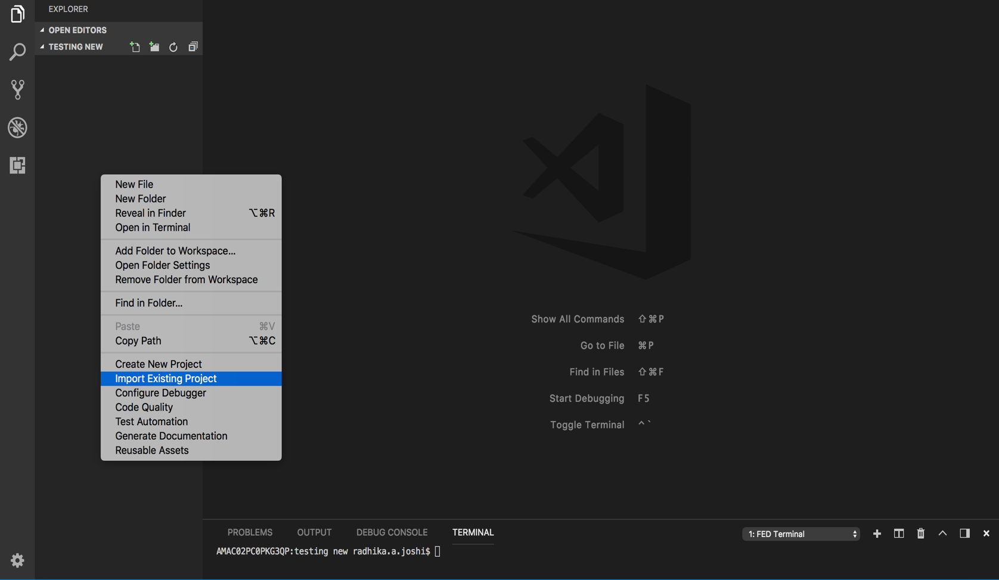 EXPLORER
OPEN EDITORS
TESTING NEW
New File
New Folder
Reveal in Finder ⌥⌘R
Open in Terminal
Add Folder to Workspace...
Open Folder Settings
Remove Folder from Workspace
Find in Folder...
Paste ⌘V
Copy Path ⌥⌘C
Create New Project
Import Existing Project
Configure Debugger
Code Quality
Test Automation
Generate Documentation
Reusable Assets
Show All Commands ⇧⌘P
Go to File ⌘P
Find in Files ⇧⌘F
Start Debugging F5
Toggle Terminal ^`
PROBLEMS OUTPUT DEBUG CONSOLE TERMINAL 1: FED Terminal
AMAC02PC0PKG3QP:testing new radhika.a.joshi$